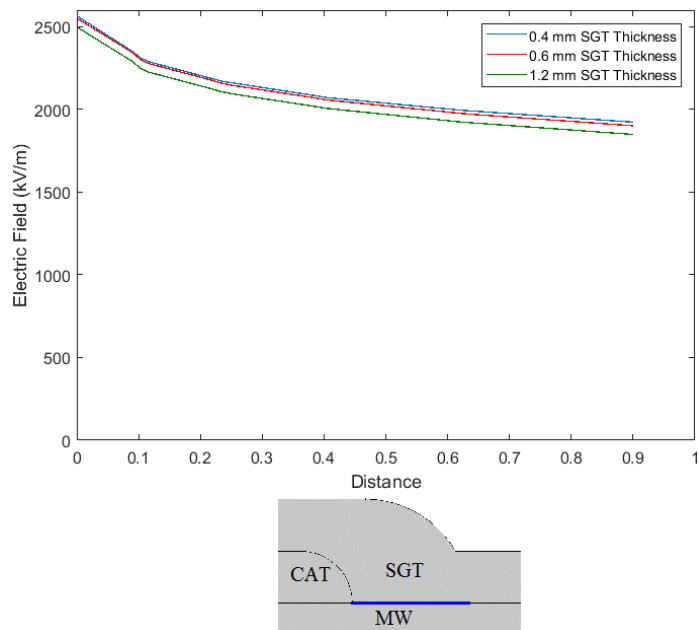 2500
2000
1500
1000
500
0
Electric Field (kV/m)
0.4 mm SGT Thickness
0.6 mm SGT Thickness
1.2 mm SGT Thickness
0 0.1 0.2 0.3 0.4 0.5 0.6 0.7 0.8 0.9 1
Distance
CAT SGT
MW